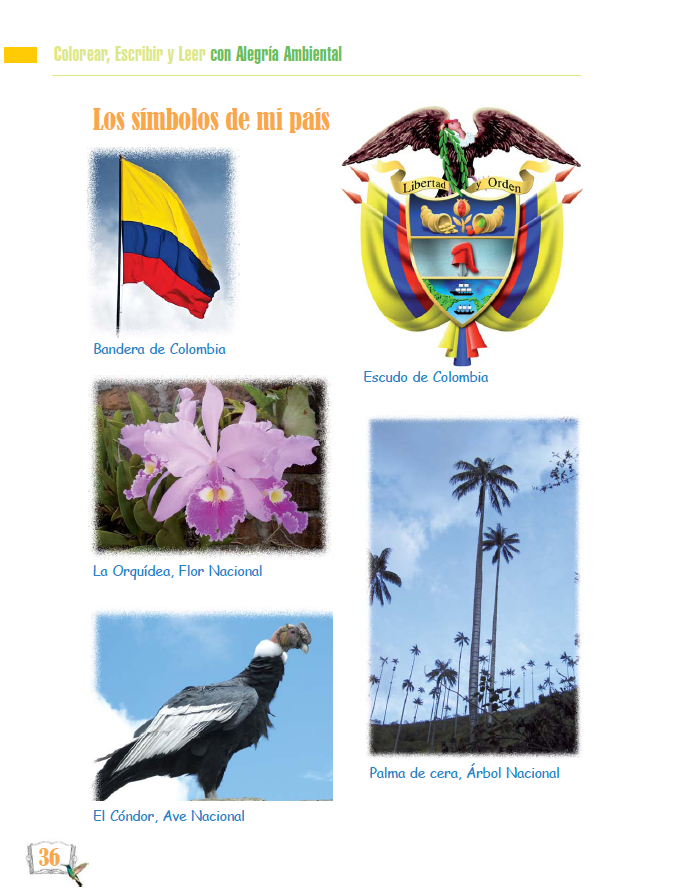 Colorear, Escribir y Leer con Alegría Ambiental
Los símbolos de mi país
Libertad y Orden
Bandera de Colombia
Escudo de Colombia
La Orquídea, Flor Nacional
Palma de cera, Árbol Nacional
El Cóndor, Ave Nacional
36